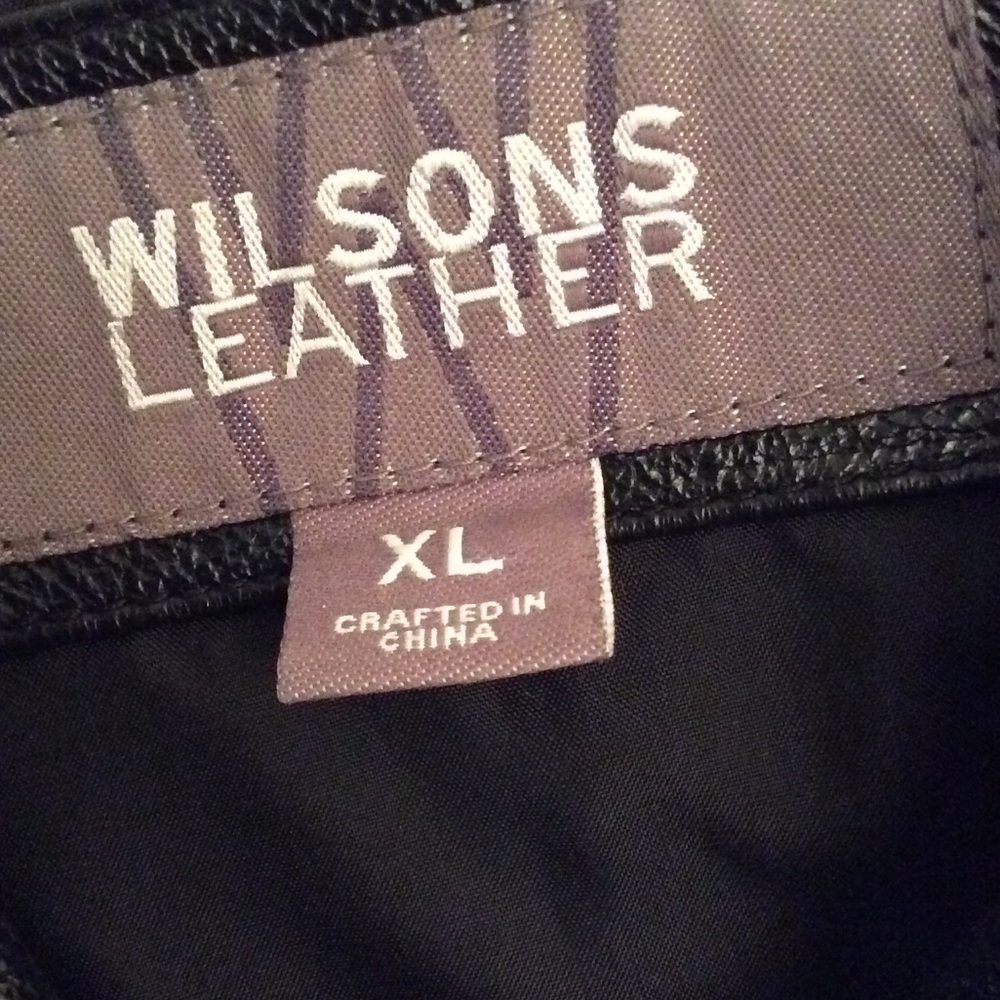 WILSONS
LEATHER
XL
CRAFTED IN
CHINA